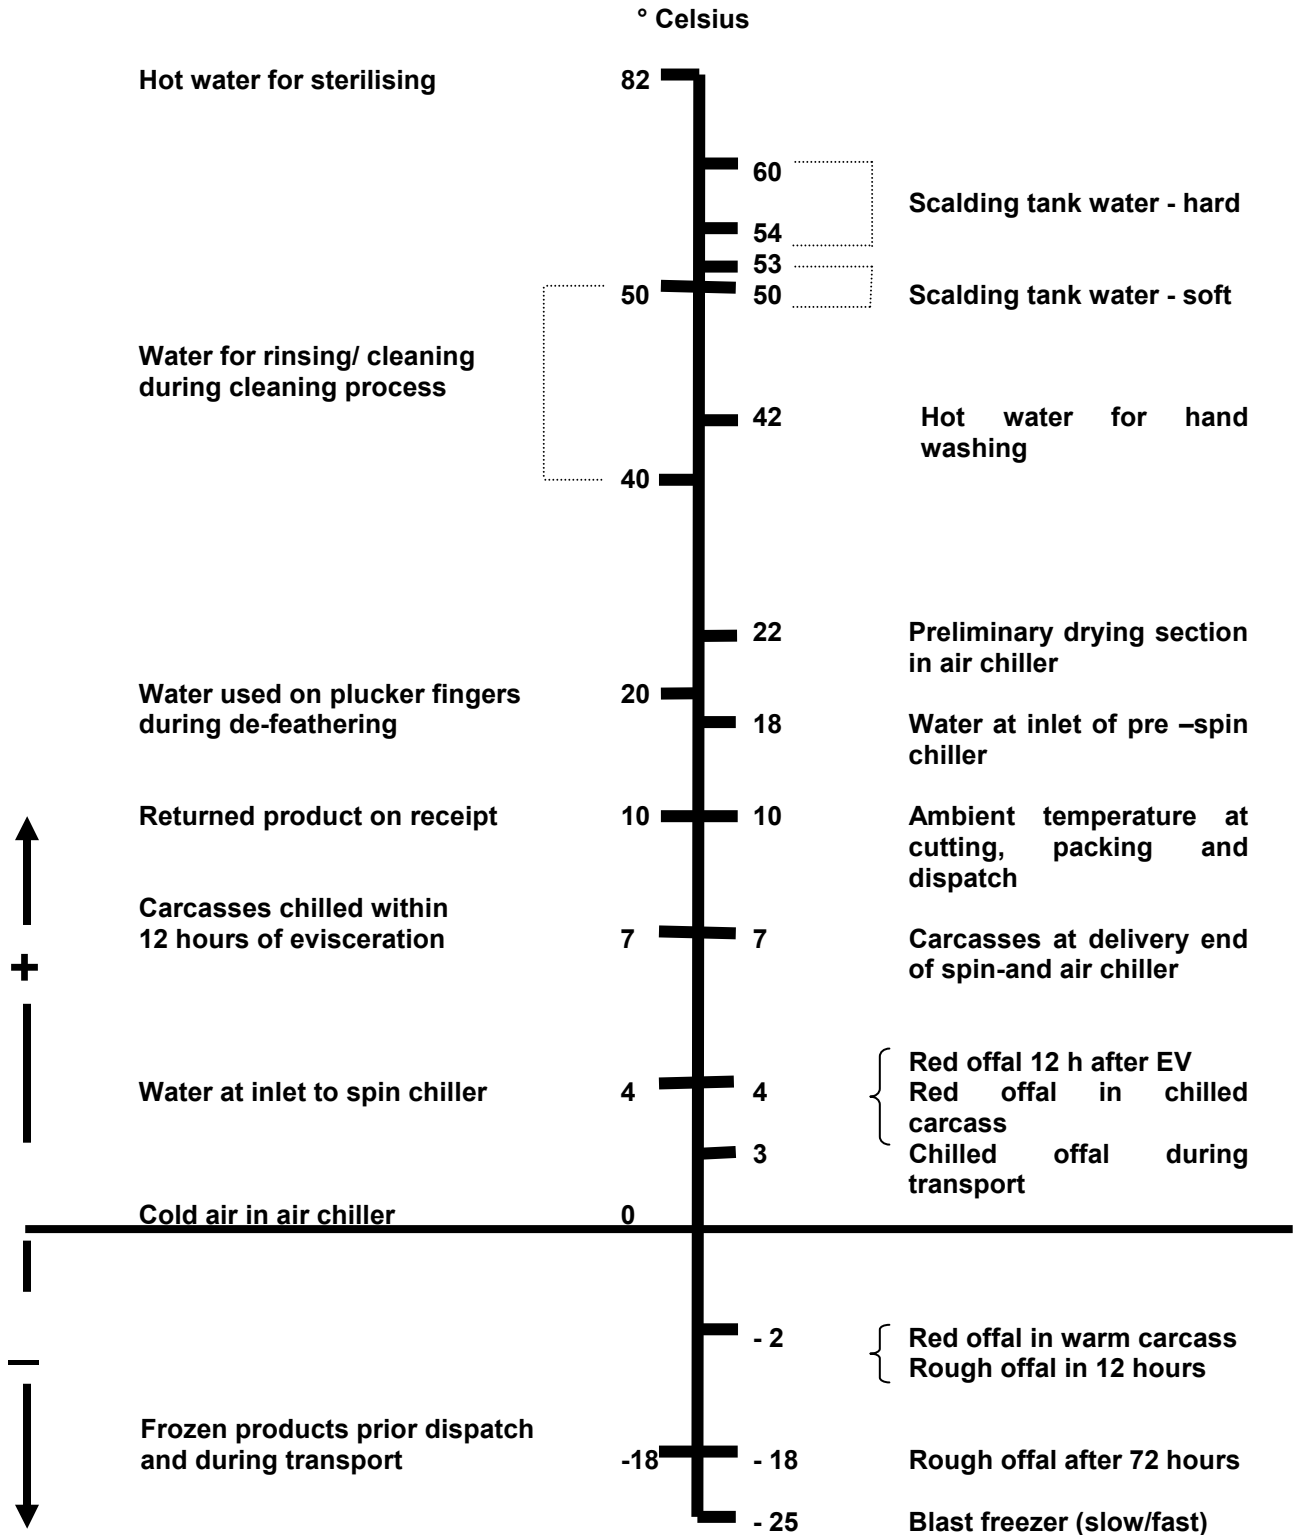 ° Celsius
Hot water for sterilising 82
60
Scalding tank water - hard
54
53
50 50 Scalding tank water - soft
Water for rinsing/ cleaning
during cleaning process
42 Hot water for hand
washing
40
22 Preliminary drying section
in air chiller
Water used on plucker fingers 20
during de-feathering
18 Water at inlet of pre –spin
chiller
Returned product on receipt 10 10 Ambient temperature at
cutting, packing and
dispatch
Carcasses chilled within
12 hours of evisceration 7 7 Carcasses at delivery end
of spin-and air chiller
+
Red offal 12 h after EV
Water at inlet to spin chiller 4 4 Red offal in chilled
carcass
3 Chilled offal during
transport
Cold air in air chiller 0
- 2 Red offal in warm carcass
Rough offal in 12 hours
–
Frozen products prior dispatch
and during transport -18 - 18 Rough offal after 72 hours
- 25 Blast freezer (slow/fast)